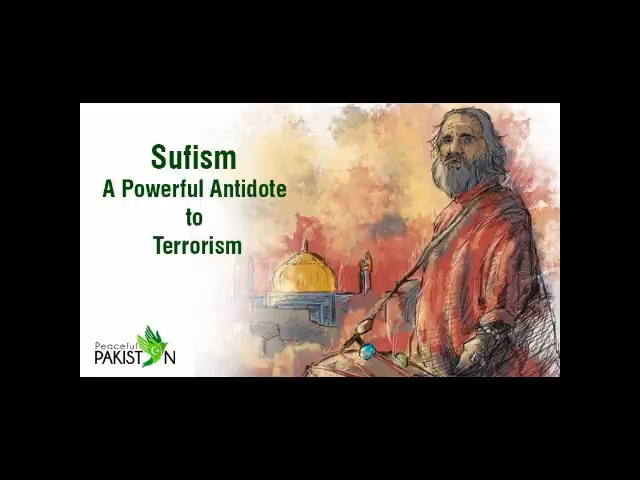 Sufism
A Powerful Antidote
to
Terrorism
Peaceful
PAKISTAN